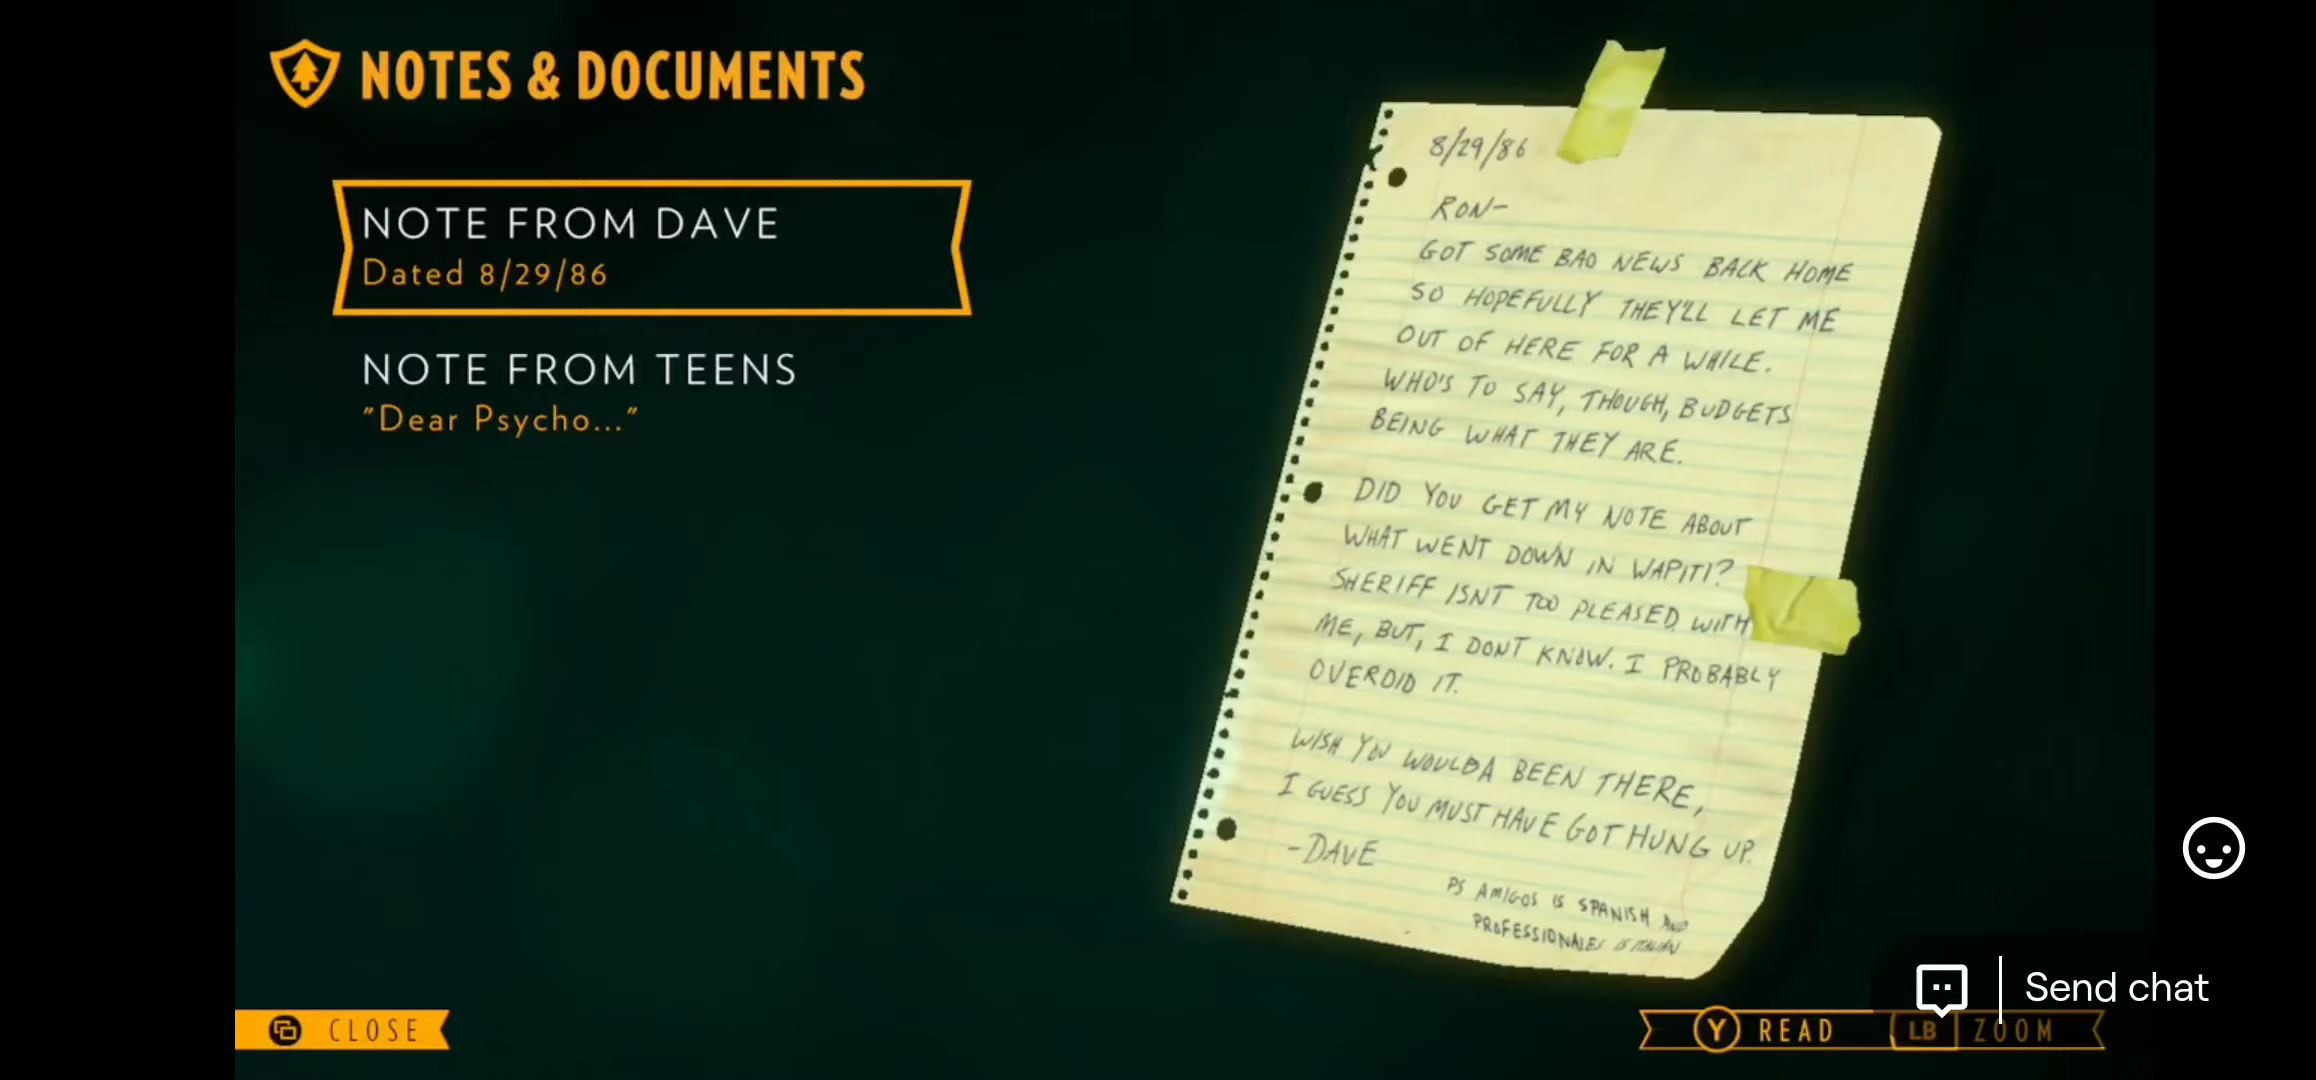 NOTES & DOCUMENTS
NOTE FROM DAVE
Dated 8/29/86
NOTE FROM TEENS
"Dear Psycho..."
8/29/86
RON-
GOT SOME BAD NEWS BACK HOME
SO HOPEFULLY THEY'LL LET ME
OUT OF HERE FOR A WHILE.
WHO'S TO SAY, THOUGH, BUDGETS
BEING WHAT THEY ARE.
DID YOU GET MY NOTE ABOUT
WHAT WENT DOWN IN WAPITI?
SHERIFF ISNT TOO PLEASED WITH
ME, BUT, I DONT KNOW. I PROBABLY
OVERDID IT.
WISH YOU WOULDA BEEN THERE,
I GUESS YOU MUST HAVE GOT HUNG UP.
-DAVE
PS AMIGOS IS SPANISH AND
PROFESSIONALES IS ITALIAN
Send chat
CLOSE
Y READ LB ZOOM